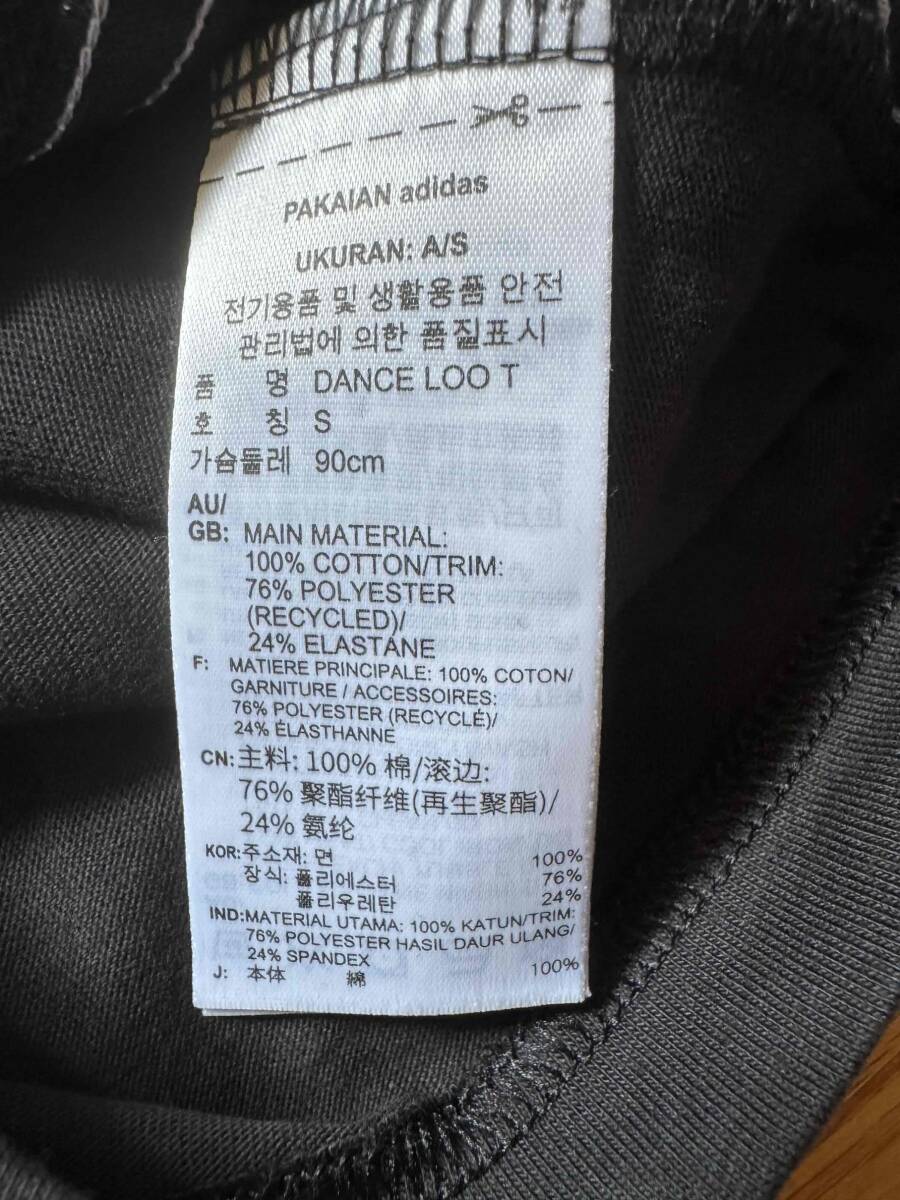 PAKAIAN adidas
UKURAN: A/S
전기용품 및 생활용품 안전
관리법에 의한 품질표시
품 명 DANCE LOO T
호 칭 S
가슴둘레 90cm
AU/
GB: MAIN MATERIAL:
100% COTTON/TRIM:
76% POLYESTER
(RECYCLED)/
24% ELASTANE
F: MATIERE PRINCIPALE: 100% COTON/
GARNITURE / ACCESSOIRES:
76% POLYESTER (RECYCLÉ)/
24% ÉLASTHANNE
CN: 主料: 100% 棉/滚边:
76% 聚酯纤维(再生聚酯)/
24% 氨纶
KOR: 주소재: 면 100%
장식: 폴리에스터 76%
폴리우레탄 24%
IND: MATERIAL UTAMA: 100% KATUN/TRIM:
76% POLYESTER HASIL DAUR ULANG/
24% SPANDEX
J: 本体 綿 100%